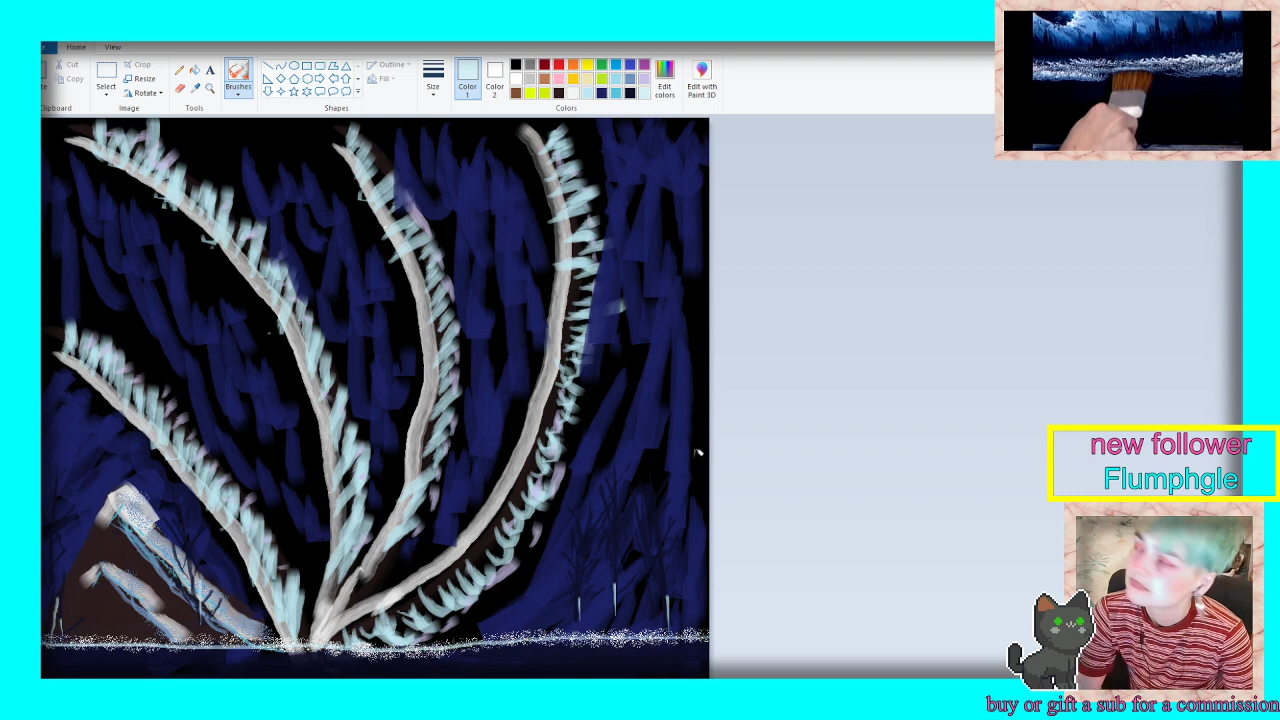 Home View
Cut
Copy
Clipboard
Select
Crop
Resize
Rotate
Image
A
Tools
Brushes
Outline
Fill
Shapes
Size
Color
1
Color
2
Edit
colors
Colors
Edit with
Paint 3D
new follower
Flumphgle
buy or gift a sub for a commission